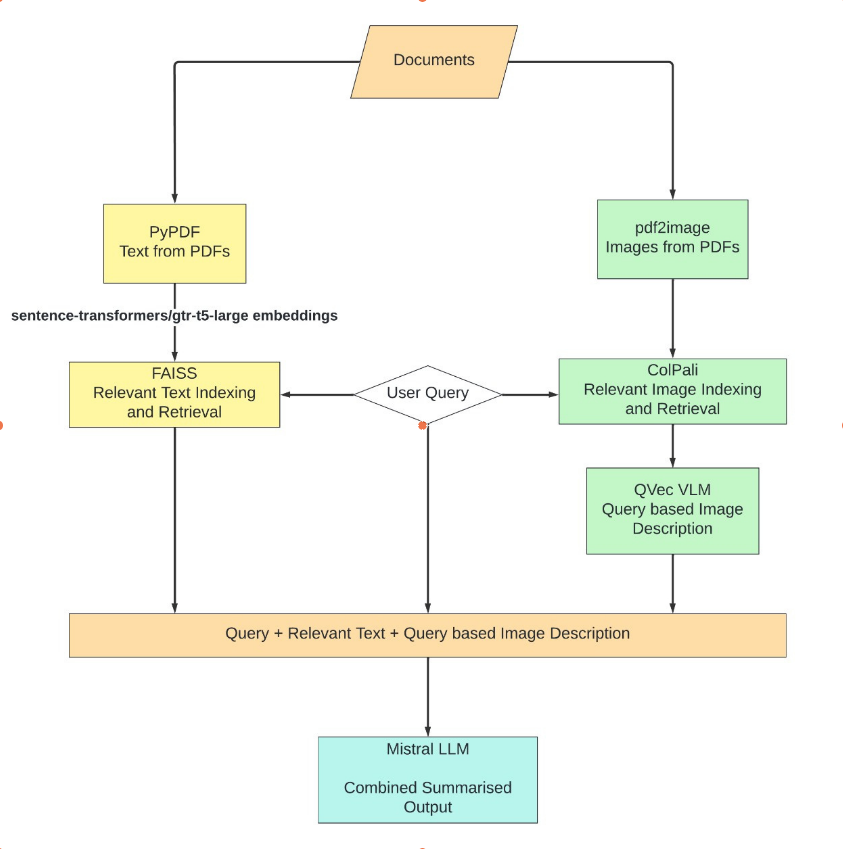 Documents
PyPDF
Text from PDFs
pdf2image
Images from PDFs
sentence-transformers/gtr-t5-large embeddings
FAISS
Relevant Text Indexing
and Retrieval
User Query
ColPali
Relevant Image Indexing
and Retrieval
QVec VLM
Query based Image
Description
Query + Relevant Text + Query based Image Description
Mistral LLM
Combined Summarised
Output